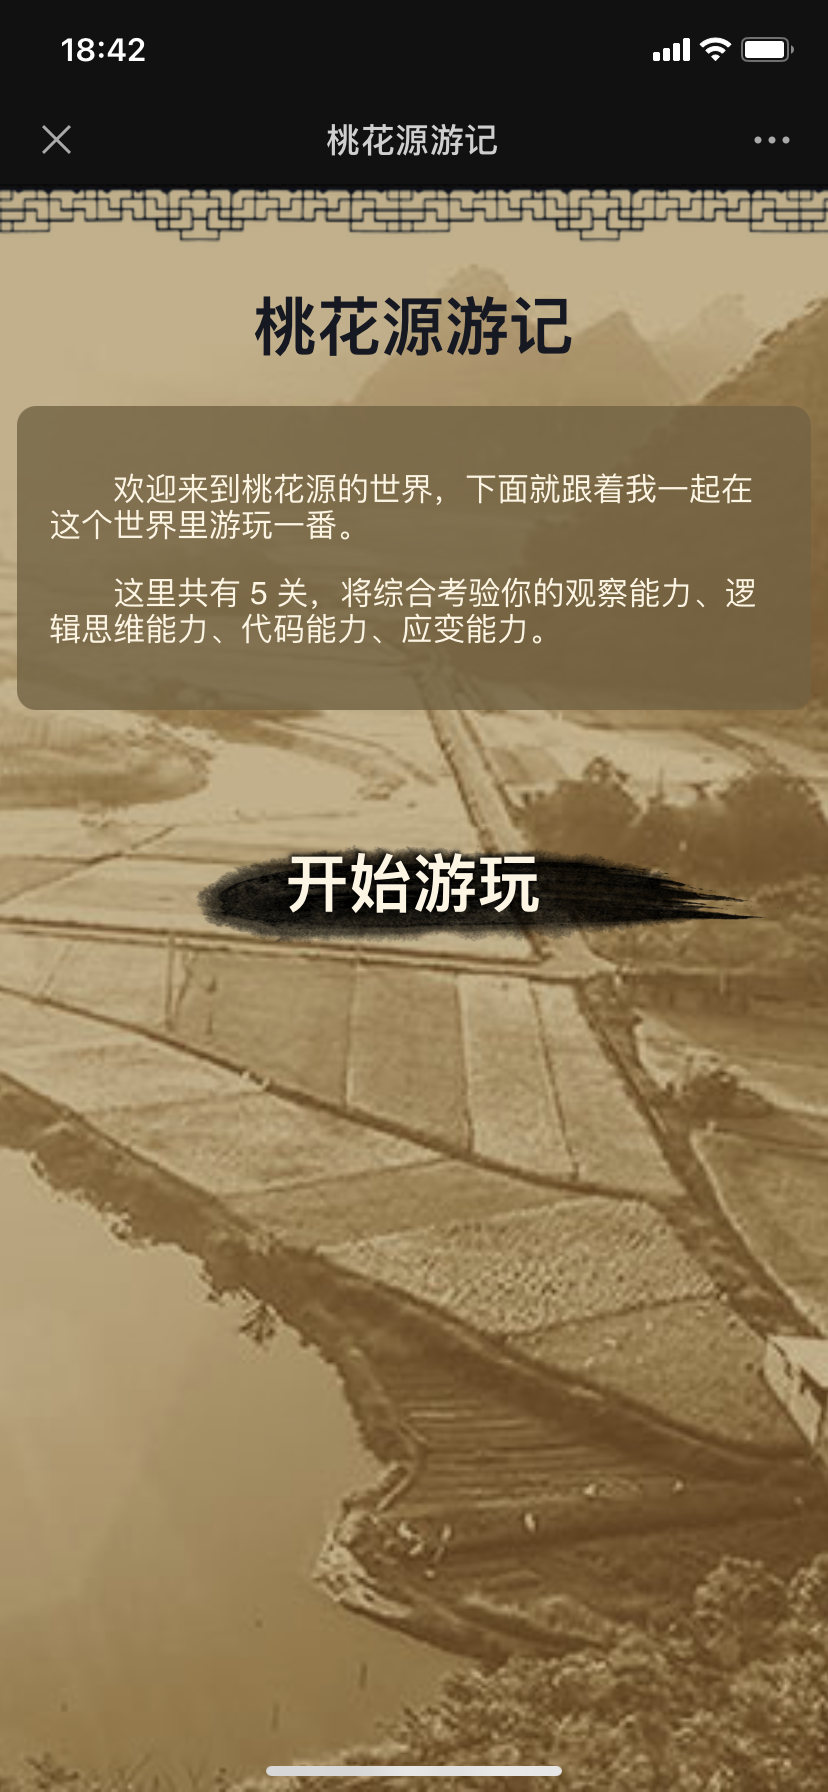 18:42
桃花源游记
桃花源游记
欢迎来到桃花源的世界，下面就跟着我一起在
这个世界里游玩一番。
这里共有 5 关，将综合考验你的观察能力、逻
辑思维能力、代码能力、应变能力。
开始游玩